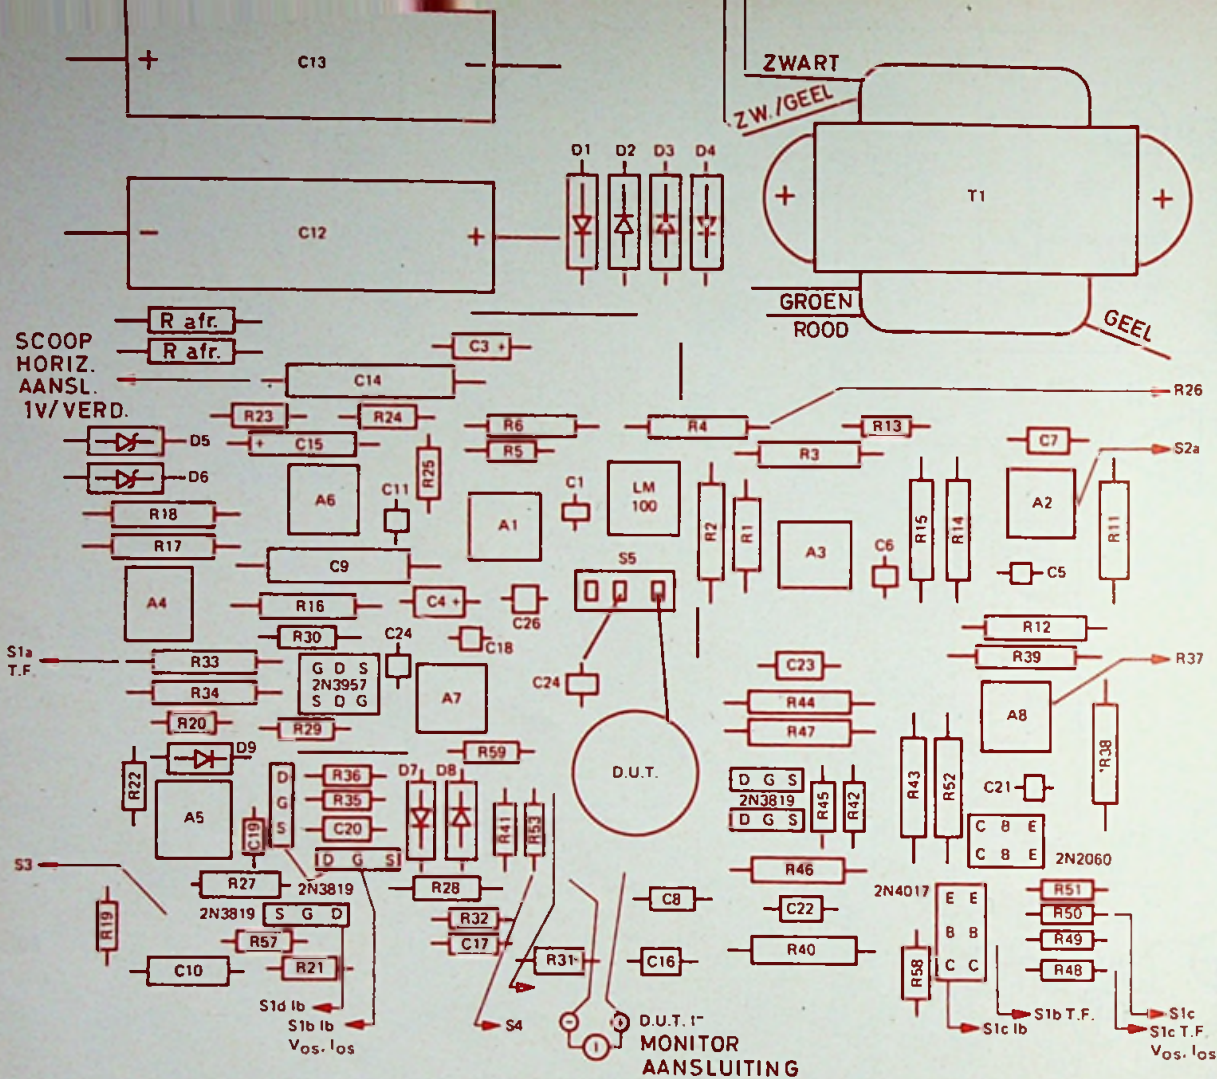 C13
ZWART
ZW./GEEL
D1 D2 D3 D4
T1
C12
GROEN
ROOD
GEEL
R afr.
R afr.
SCOOP
HORIZ.
AANSL.
1V/VERD.
C3 +
C14
R26
R23
R24
R6
R4
R13
D5
+ C15
R5
R3
C7
S2a
D6
R25
A6
C11
A1
C1
LM
100
R2
R1
A3
C6
R15
R14
A2
R11
R18
R17
C9
S5
C5
A4
R16
C4 +
C26
R12
R30
C24
C18
R39
S1a
T.F.
R33
G D S
2N3957
S D G
C23
R37
R34
A7
C24
R44
A8
R20
R29
R47
R38
D9
R59
D.U.T.
R43
R52
R22
D
G
S
R36
D7
D8
D G S
2N3819
D G S
R45
R42
C21
A5
R35
R41
R53
C B E
C B E
C19
C20
2N2060
S3
D G S
R46
R27
2N3819
R28
C8
2N4017
E E
B B
C C
R51
R19
2N3819
S G D
R32
C22
R50
R57
C17
R49
C10
R21
R31
C16
R40
R58
R48
S1d Ib
S1b Ib
Vos. Ios
S4
D.U.T. I-
MONITOR
AANSLUITING
S1c Ib
S1b T.F.
S1c
S1c T.F.
Vos. Ios